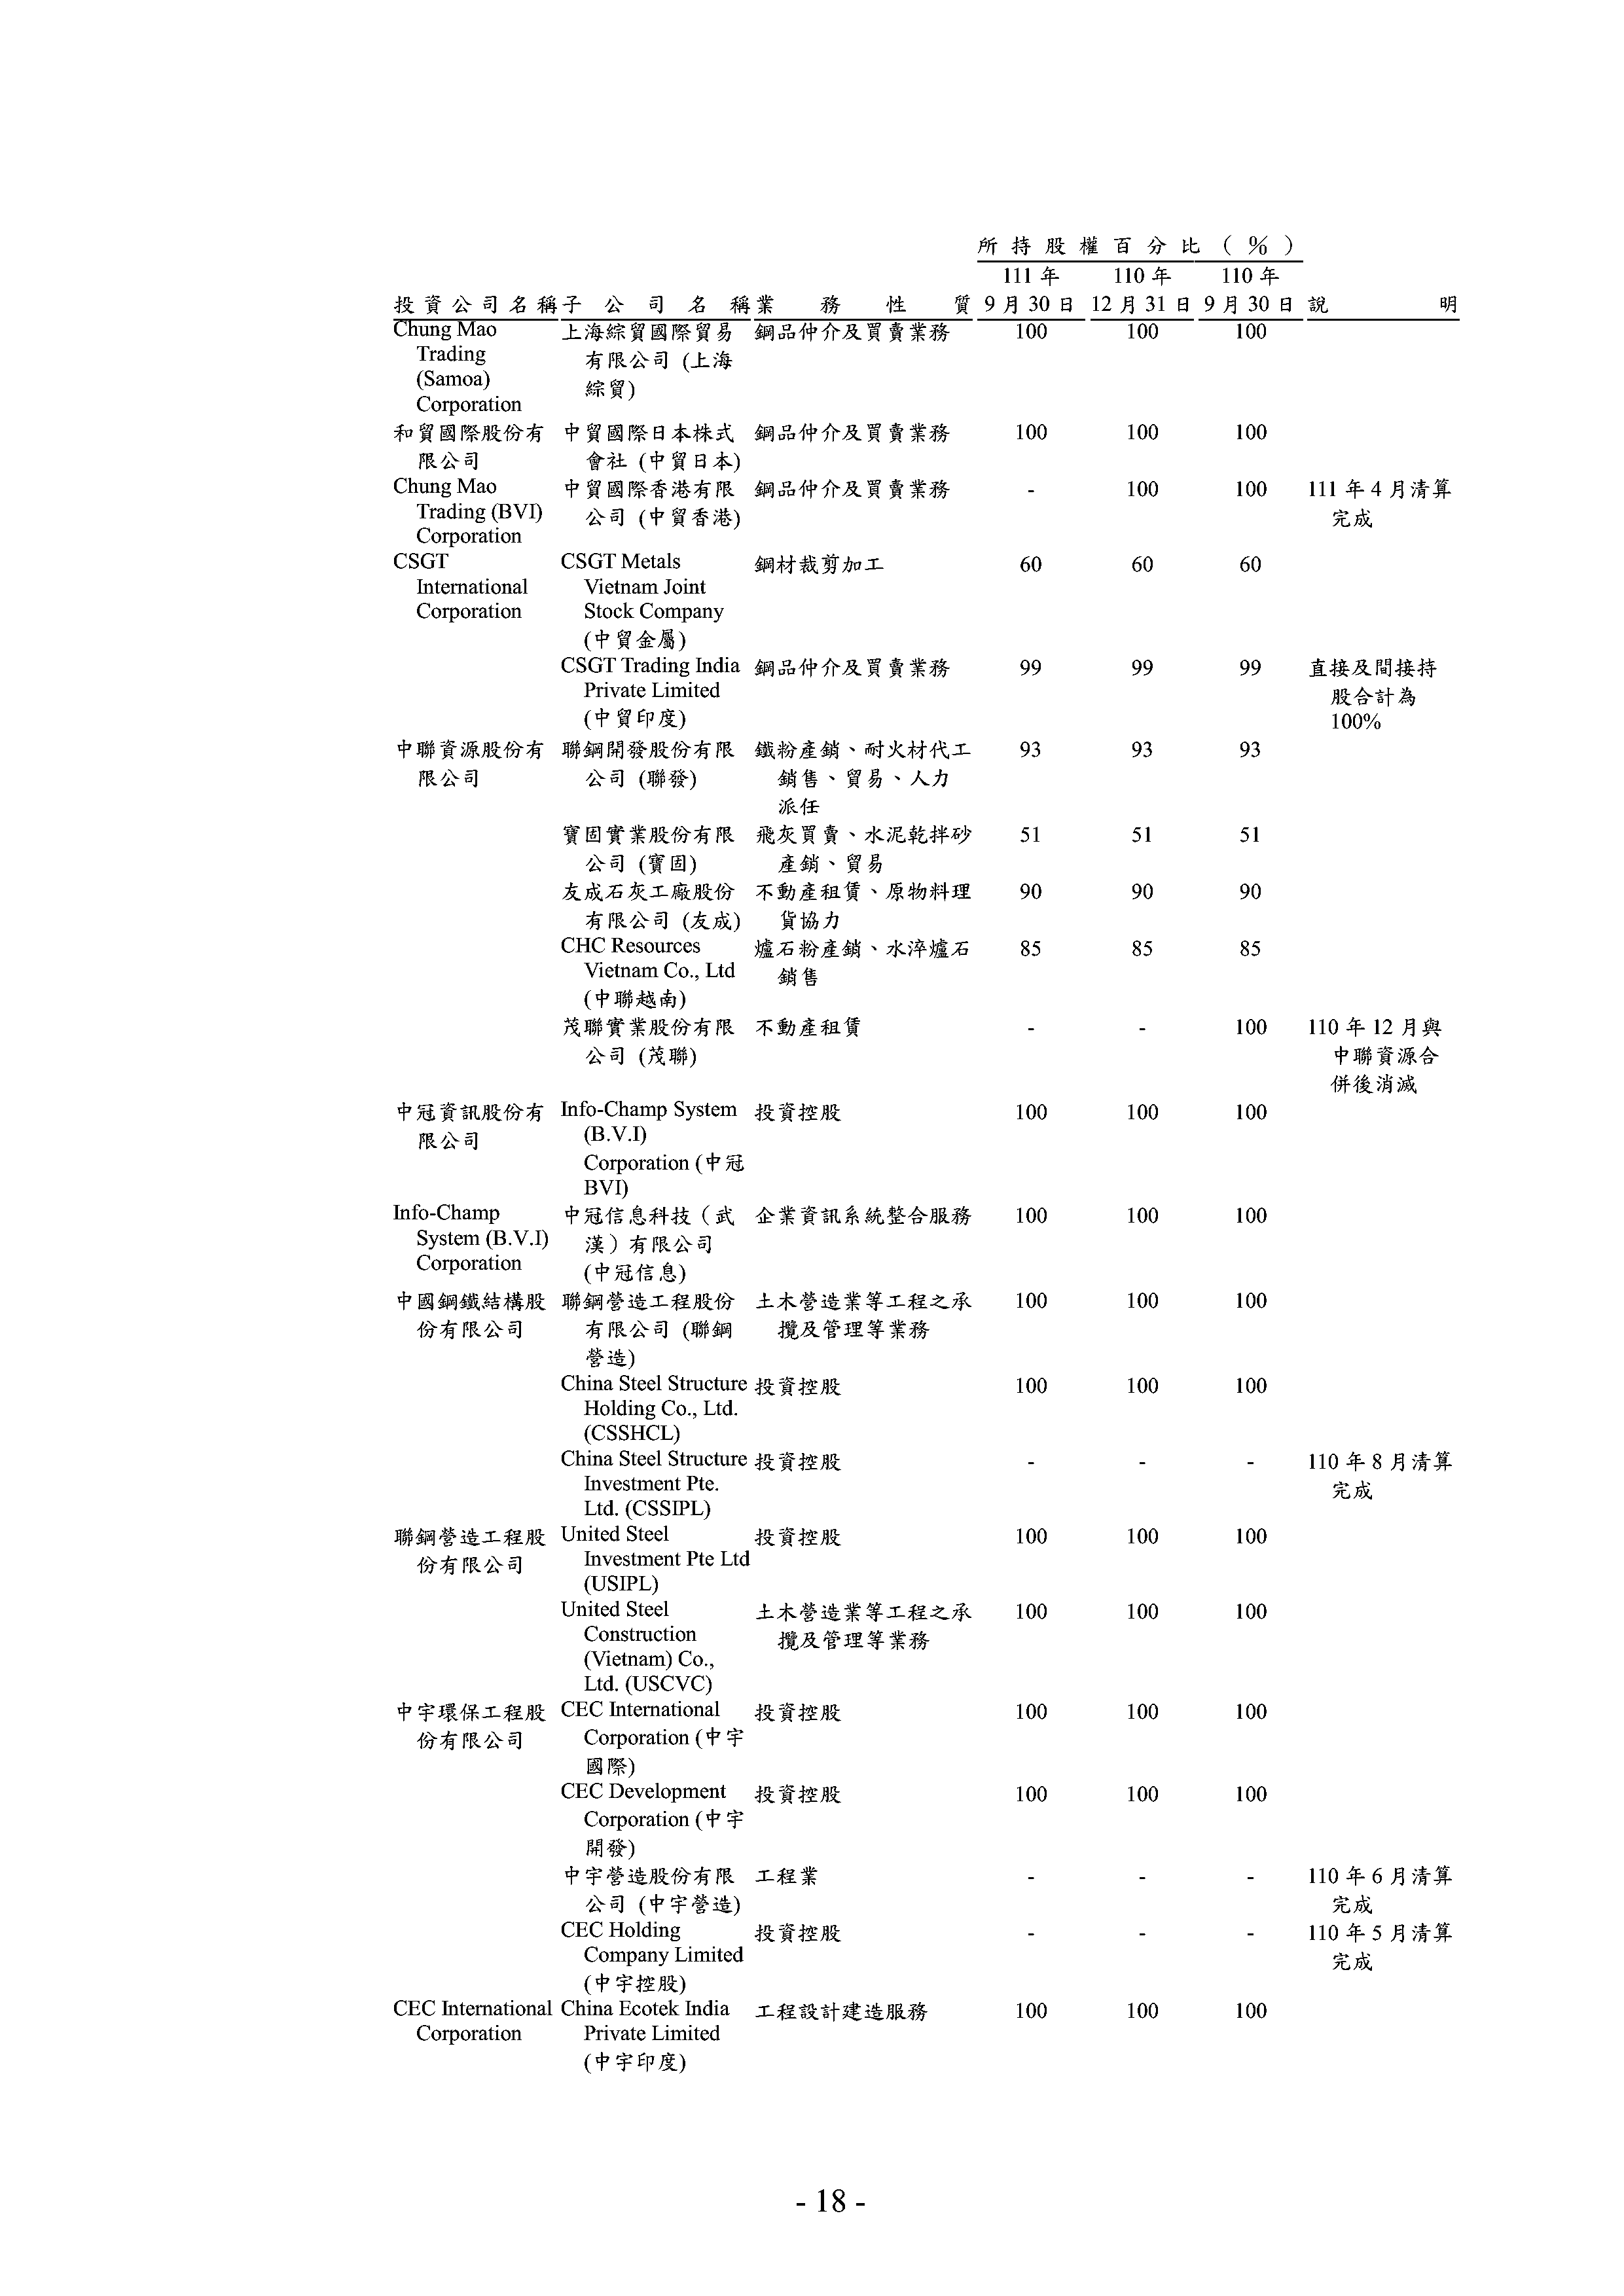 所持股權百分比(%)
111年 110年 110年
投資公司名稱 子公司名稱 業務性質 9月30日 12月31日 9月30日 說明
Chung Mao 上海綜貿國際貿易 鋼品仲介及買賣業務 100 100 100
Trading 有限公司 (上海
(Samoa) 綜貿)
Corporation
和貿國際股份有 中貿國際日本株式 鋼品仲介及買賣業務 100 100 100
限公司 會社 (中貿日本)
Chung Mao 中貿國際香港有限 鋼品仲介及買賣業務 - 100 100 111年4月清算
Trading (BVI) 公司 (中貿香港) 完成
Corporation
CSGT CSGT Metals 鋼材裁剪加工 60 60 60
International Vietnam Joint
Corporation Stock Company
(中貿金屬)
CSGT Trading India 鋼品仲介及買賣業務 99 99 99 直接及間接持
Private Limited 股合計為
(中貿印度) 100%
中聯資源股份有 聯鋼開發股份有限 鐵粉產銷、耐火材代工 93 93 93
限公司 公司 (聯發) 銷售、貿易、人力
派任
寶固實業股份有限 飛灰買賣、水泥乾拌砂 51 51 51
公司 (寶固) 產銷、貿易
友成石灰工廠股份 不動產租賃、原物料理 90 90 90
有限公司 (友成) 貨協力
CHC Resources 爐石粉產銷、水淬爐石 85 85 85
Vietnam Co., Ltd 銷售
(中聯越南)
茂聯實業股份有限 不動產租賃 - - 100 110年12月與
公司 (茂聯) 中聯資源合
併後消滅
中冠資訊股份有 Info-Champ System 投資控股 100 100 100
限公司 (B.V.I)
Corporation (中冠
BVI)
Info-Champ 中冠信息科技(武 企業資訊系統整合服務 100 100 100
System (B.V.I) 漢)有限公司
Corporation (中冠信息)
中國鋼鐵結構股 聯鋼營造工程股份 土木營造業等工程之承 100 100 100
份有限公司 有限公司 (聯鋼 攬及管理等業務
營造)
China Steel Structure 投資控股 100 100 100
Holding Co., Ltd.
(CSSHCL)
China Steel Structure 投資控股 - - - 110年8月清算
Investment Pte. 完成
Ltd. (CSSIPL)
聯鋼營造工程股 United Steel 投資控股 100 100 100
份有限公司 Investment Pte Ltd
(USIPL)
United Steel 土木營造業等工程之承 100 100 100
Construction 攬及管理等業務
(Vietnam) Co.,
Ltd. (USCVC)
中宇環保工程股 CEC International 投資控股 100 100 100
份有限公司 Corporation (中宇
國際)
CEC Development 投資控股 100 100 100
Corporation (中宇
開發)
中宇營造股份有限 工程業 - - - 110年6月清算
公司 (中宇營造) 完成
CEC Holding 投資控股 - - - 110年5月清算
Company Limited 完成
(中宇控股)
CEC International China Ecotek India 工程設計建造服務 100 100 100
Corporation Private Limited
(中宇印度)
- 18 -